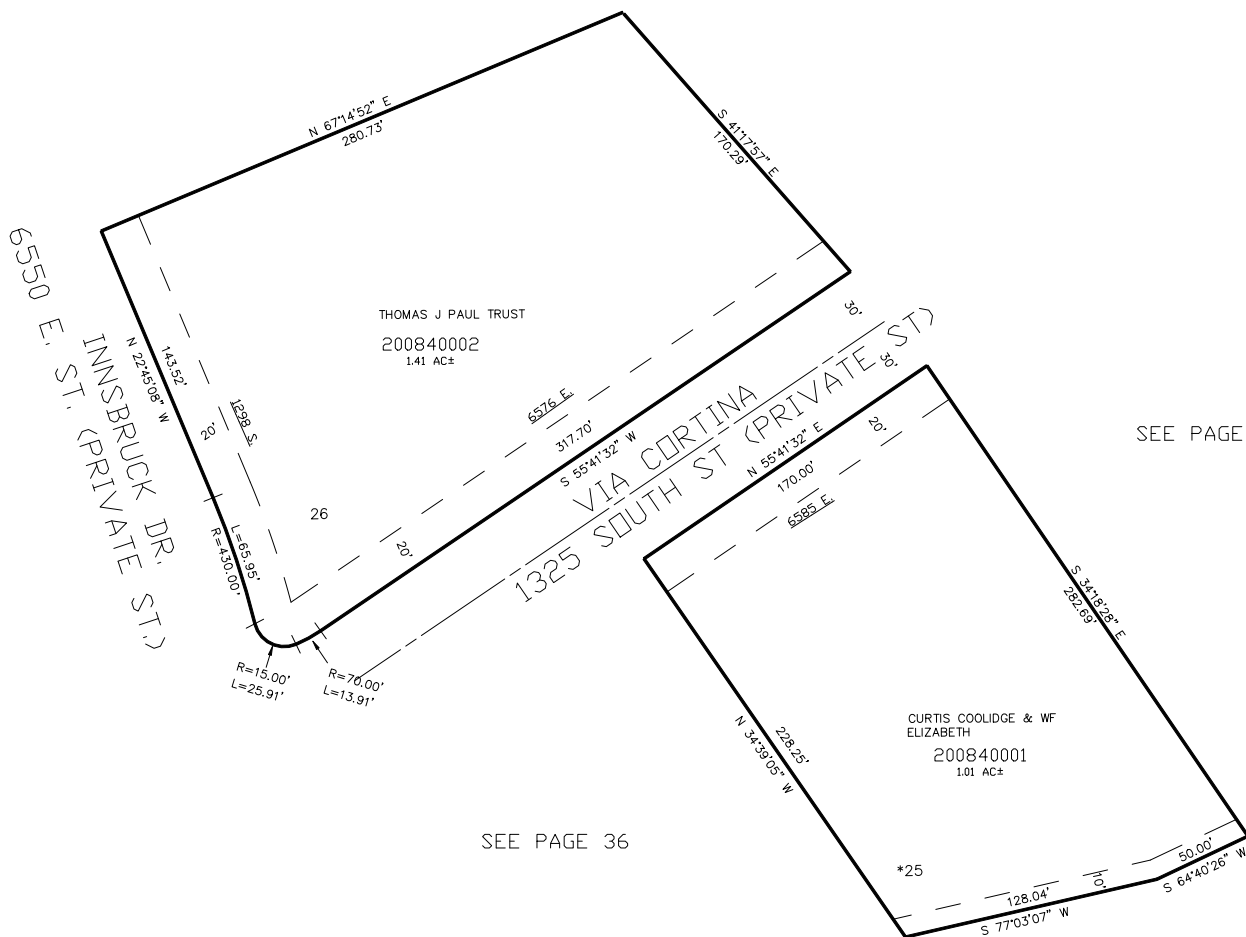 N 67°14'52" E
280.73'
S 41°17'57" E
170.29'
6550 E. ST. (PRIVATE ST.)
INNSBRUCK DR.
N 22°45'08" W
143.52'
1298 S.
20'
THOMAS J PAUL TRUST
200840002
1.41 AC±
6576 E.
317.70'
S 55°41'32" W
30'
VIA CORTINA
1325 SOUTH ST (PRIVATE ST)
30'
N 55°41'32" E
170.00'
20'
6585 E.
SEE PAGE
26
20'
L=65.95'
R=430.00'
R=15.00'
L=25.91'
R=70.00'
L=13.91'
S 34°18'28" E
282.69'
N 34°39'05" W
228.25'
CURTIS COOLIDGE & WF
ELIZABETH
200840001
1.01 AC±
SEE PAGE 36
*25
128.04'
10'
S 77°03'07" W
50.00'
S 64°40'26" W